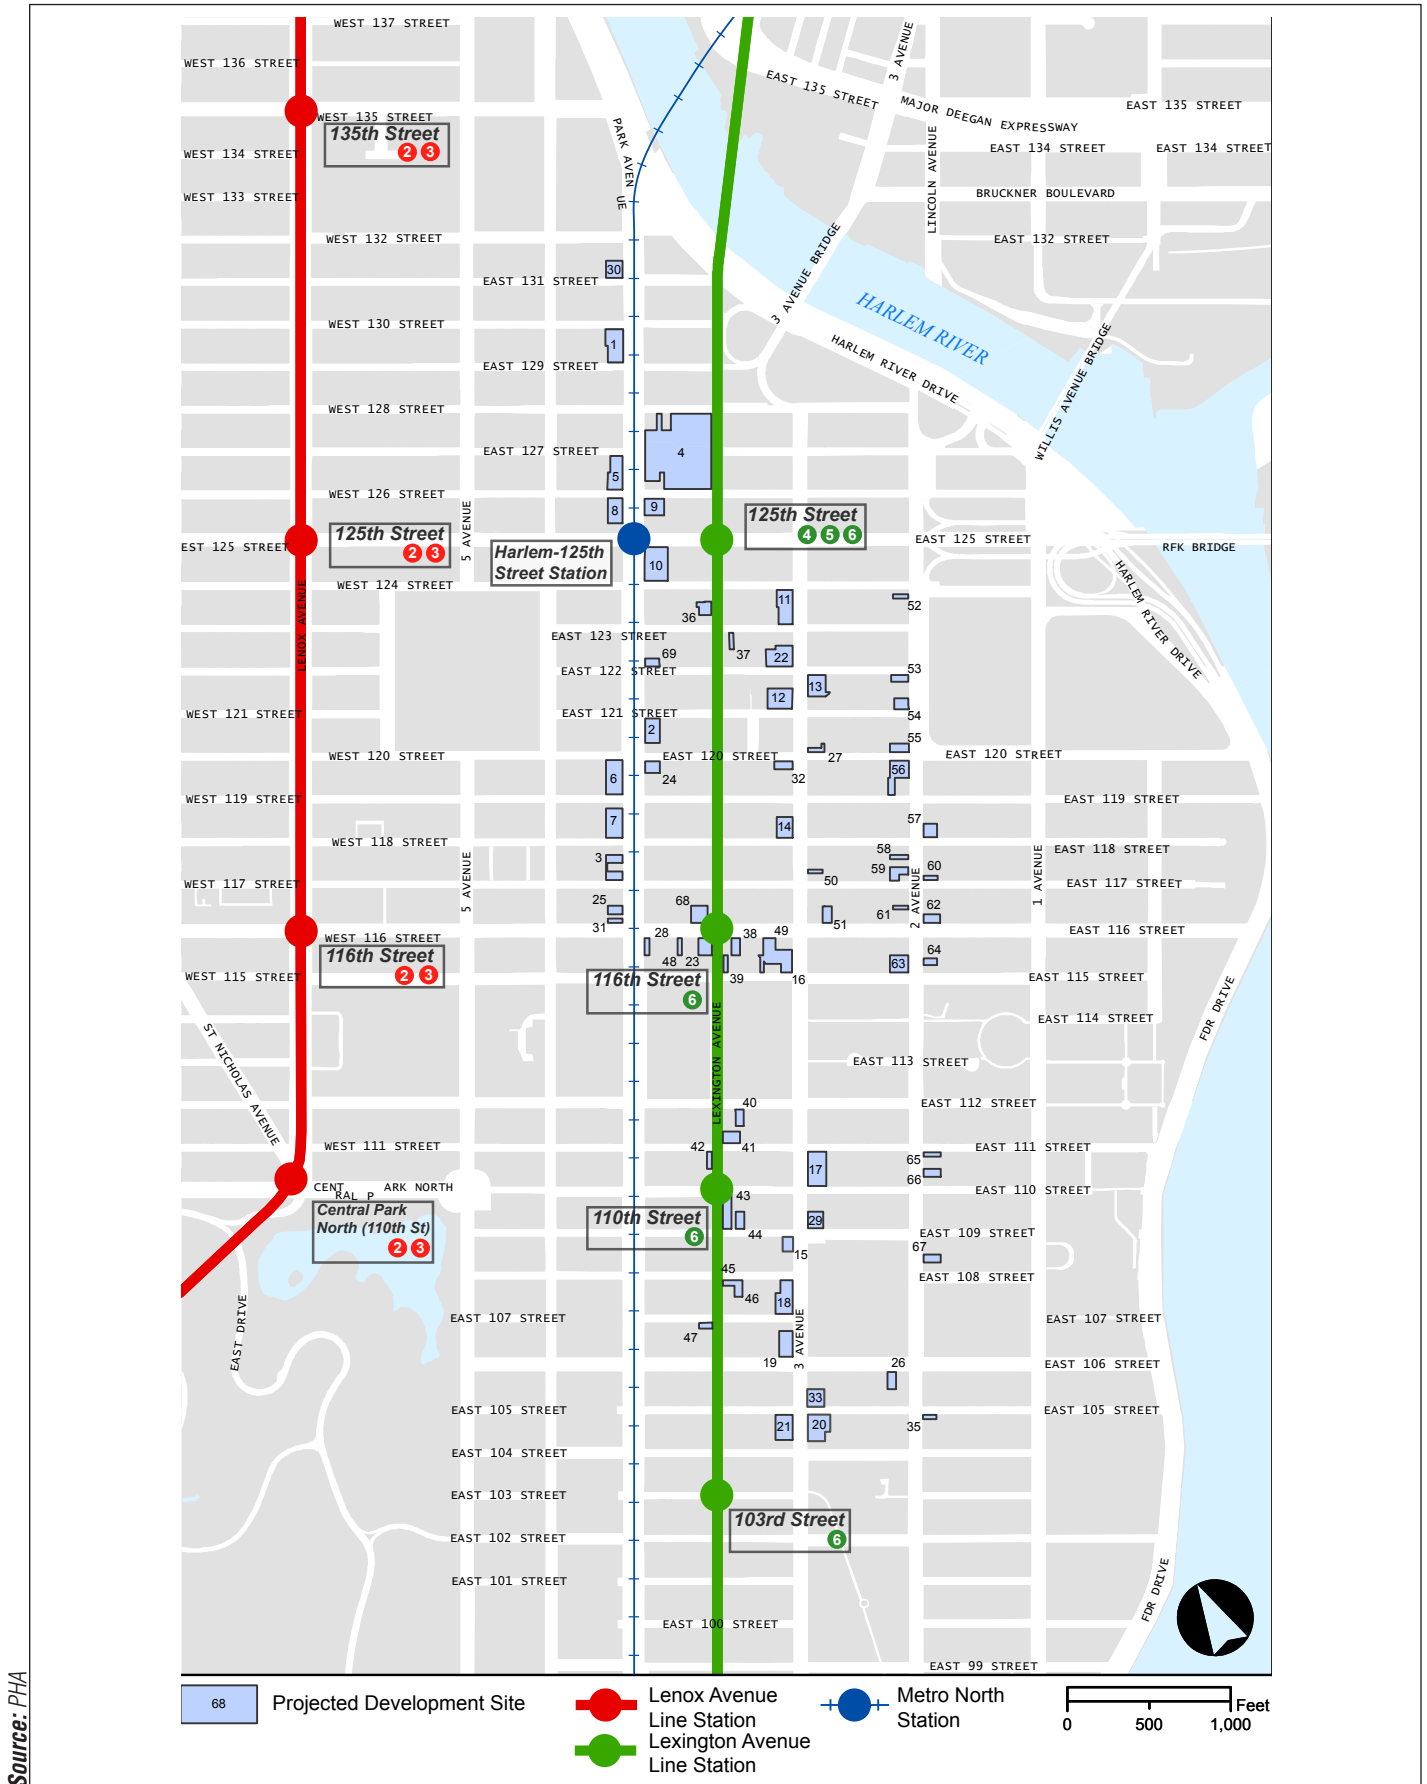 WEST 137 STREET
WEST 136 STREET
3 AVENUE
EAST 135 STREET
MAJOR DEEGAN EXPRESSWAY
EAST 135 STREET
WEST 135 STREET
135th Street
2 3
PARK AVEN UE
LINCOLN AVENUE
EAST 134 STREET
EAST 134 STREET
WEST 134 STREET
WEST 133 STREET
BRUCKNER BOULEVARD
WEST 132 STREET
EAST 132 STREET
3 AVENUE BRIDGE
30
EAST 131 STREET
HARLEM RIVER
WEST 130 STREET
1
HARLEM RIVER DRIVE
WILLIS AVENUE BRIDGE
EAST 129 STREET
WEST 128 STREET
EAST 127 STREET
4
5
WEST 126 STREET
8
9
5 AVENUE
125th Street
4 5 6
125th Street
2 3
EST 125 STREET
Harlem-125th
Street Station
EAST 125 STREET
RFK BRIDGE
10
WEST 124 STREET
HARLEM RIVER DRIVE
11
52
36
LENOX AVENUE
EAST 123 STREET
69
37
22
EAST 122 STREET
53
13
12
WEST 121 STREET
EAST 121 STREET
54
2
55
WEST 120 STREET
EAST 120 STREET
27
EAST 120 STREET
6
24
32
56
WEST 119 STREET
EAST 119 STREET
7
14
57
WEST 118 STREET
EAST 118 STREET
3
58
5 AVENUE
59
60
1 AVENUE
WEST 117 STREET
50
2 AVENUE
EAST 117 STREET
25
68
61
62
31
51
WEST 116 STREET
28
38
49
EAST 116 STREET
116th Street
2 3
48
23
63
64
WEST 115 STREET
116th Street
6
39
16
EAST 115 STREET
FDR DRIVE
EAST 114 STREET
ST NICHOLAS AVENUE
LEXINGTON AVENUE
EAST 113 STREET
40
EAST 112 STREET
WEST 111 STREET
42
41
EAST 111 STREET
65
17
66
CENT RAL P ARK NORTH
43
EAST 110 STREET
Central Park
North (110th St)
2 3
110th Street
6
29
44
EAST 109 STREET
15
67
45
EAST 108 STREET
46
18
EAST DRIVE
EAST 107 STREET
EAST 107 STREET
47
3 AVENUE
19
26
EAST 106 STREET
33
EAST 105 STREET
EAST 105 STREET
21
20
35
EAST 104 STREET
EAST 103 STREET
103rd Street
6
EAST 102 STREET
EAST 101 STREET
FDR DRIVE
EAST 100 STREET
EAST 99 STREET
Source: PHA
68
Projected Development Site
Lenox Avenue
Line Station
Lexington Avenue
Line Station
Metro North
Station
Feet
0 500 1,000